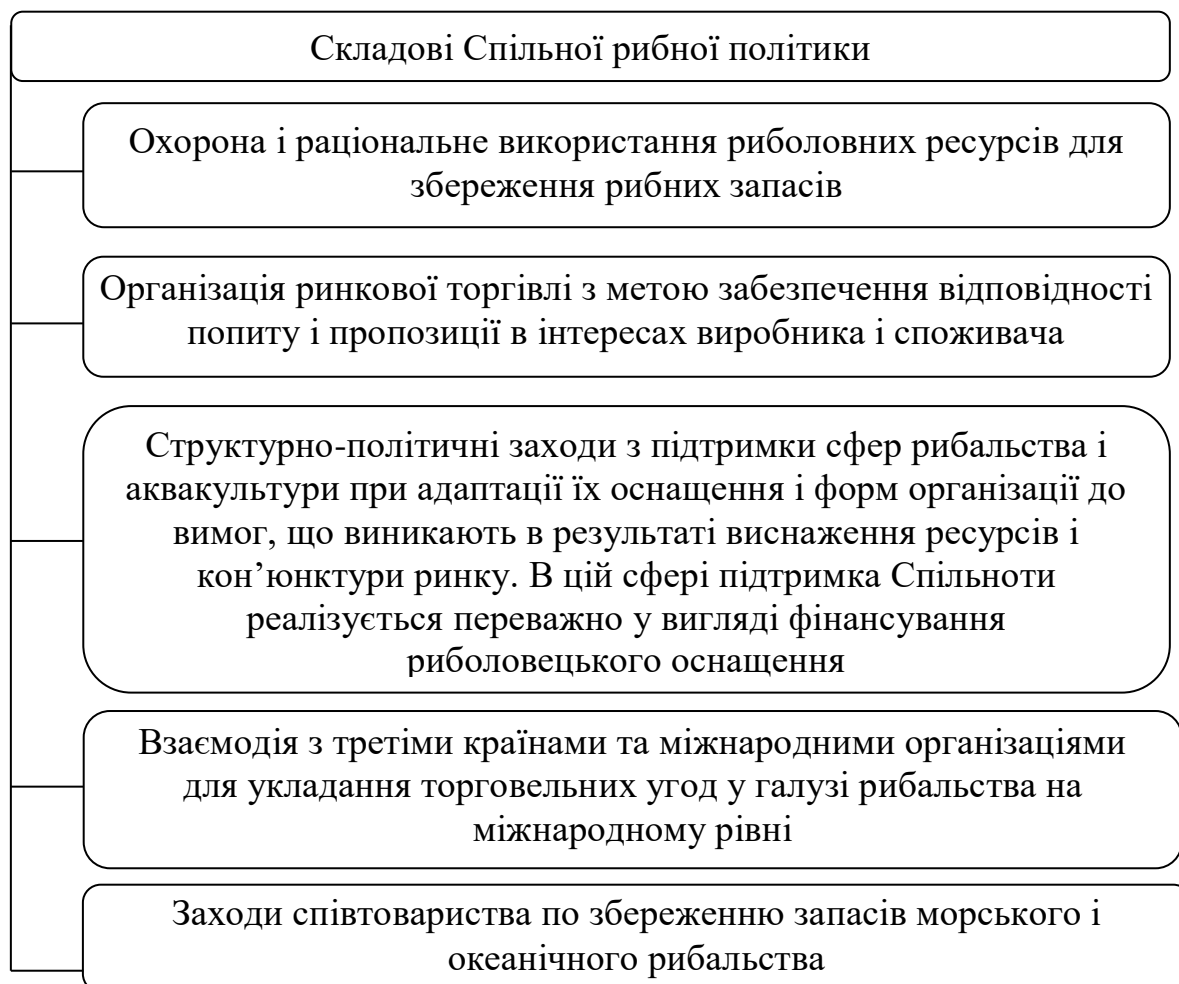 Складові Спільної рибної політики
Охорона і раціональне використання риболовних ресурсів для
збереження рибних запасів
Організація ринкової торгівлі з метою забезпечення відповідності
попиту і пропозиції в інтересах виробника і споживача
Структурно-політичні заходи з підтримки сфер рибальства і
аквакультури при адаптації їх оснащення і форм організації до
вимог, що виникають в результаті виснаження ресурсів і
кон’юнктури ринку. В цій сфері підтримка Спільноти
реалізується переважно у вигляді фінансування
риболовецького оснащення
Взаємодія з третіми країнами та міжнародними організаціями
для укладання торговельних угод у галузі рибальства на
міжнародному рівні
Заходи співтовариства по збереженню запасів морського і
океанічного рибальства